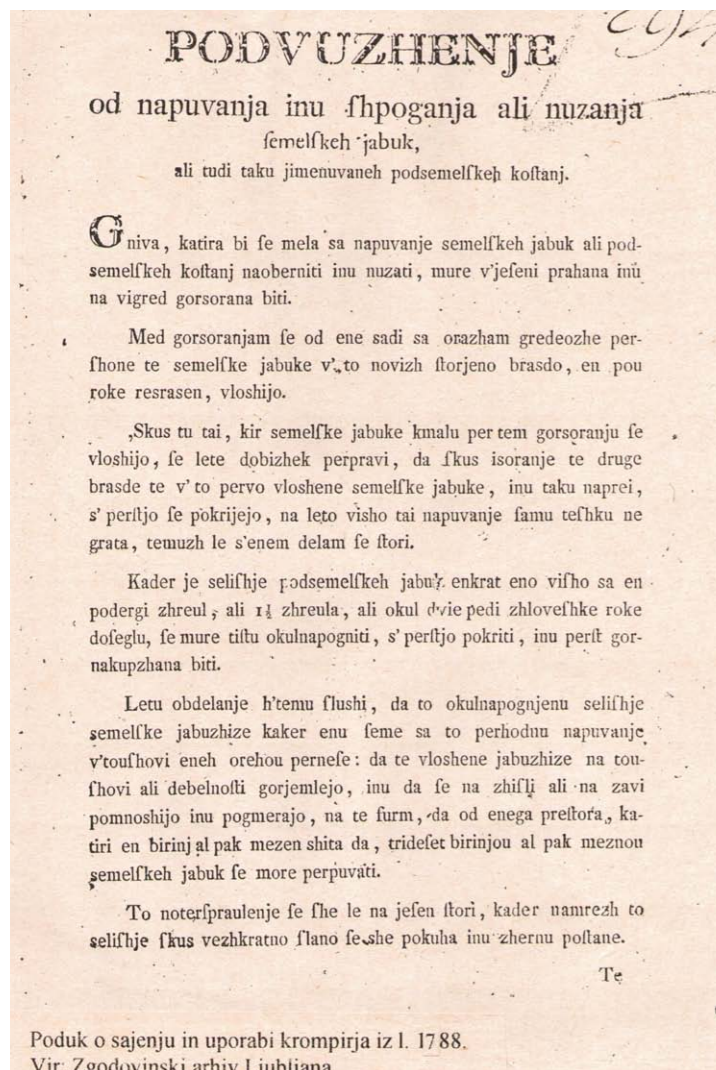 294
PODVUZHENJE
od napuvanja inu ſhpoganja ali nuzanja
ſemelſkeh jabuk,
ali tudi taku jimenuvaneh podsemelſkeh koſtanj.
Gniva, katira bi ſe mela sa napuvanje semelſkeh jabuk ali pod-
semelſkeh koſtanj naoberniti inu nuzati, mure v'jeſeni prahana inu
na vigred gorsorana biti.
Med gorsoranjam ſe od ene sadi sa orazham gredeozhe per-
ſhone te semelſke jabuke v' to novizh ſtorjeno brasdo, en pou
roke resrasen, vloshijo.
Skus tu tai, kir semelſke jabuke kmalu per tem gorsoranju ſe
vloshijo, ſe lete dobizhek perpravi, da ſkus isoranje te druge
brasde te v' to pervo vloshene semelſke jabuke, inu taku naprei,
s' perſtjo ſe pokrijejo, na leto visho tai napuvanje ſamu teſhku ne
grata, temuzh le s'enem delam ſe ſtori.
Kader je seliſhje podsemelſkeh jabuk enkrat eno viſho sa en
podergi zhreul, ali 1½ zhreula, ali okul dvie pedi zhloveſhke roke
doſeglu, ſe mure tiſtu okulnapogniti, s' perſtjo pokriti, inu perſt gor-
nakupzhana biti.
Letu obdelanje h'temu ſlushi, da to okulnapognjenu seliſhje
semelſke jabuzhize kaker enu ſeme sa to perhodnu napuvanje
v'touſhovi eneh orehou perneſe: da te vloshene jabuzhize na tou-
ſhovi ali debelnoſti gorjemlejo, inu da ſe na zhiſli ali na zavi
pomnoshijo inu pogmerajo, na te furm, da od enega preſtora, ka-
tiri en birinj al pak mezen shita da, trideſet birinjou al pak meznou
semelſkeh jabuk ſe more perpuvati.
To noterſpraulenje ſe ſhe le na jeſen ſtori, kader namrezh to
seliſhje ſkus vezhkratno ſlano ſe she pokuha inu zhernu poſtane.
Te
Poduk o sajenju in uporabi krompirja iz l. 1788.
Vir: Zgodovinski arhiv Ljubljana